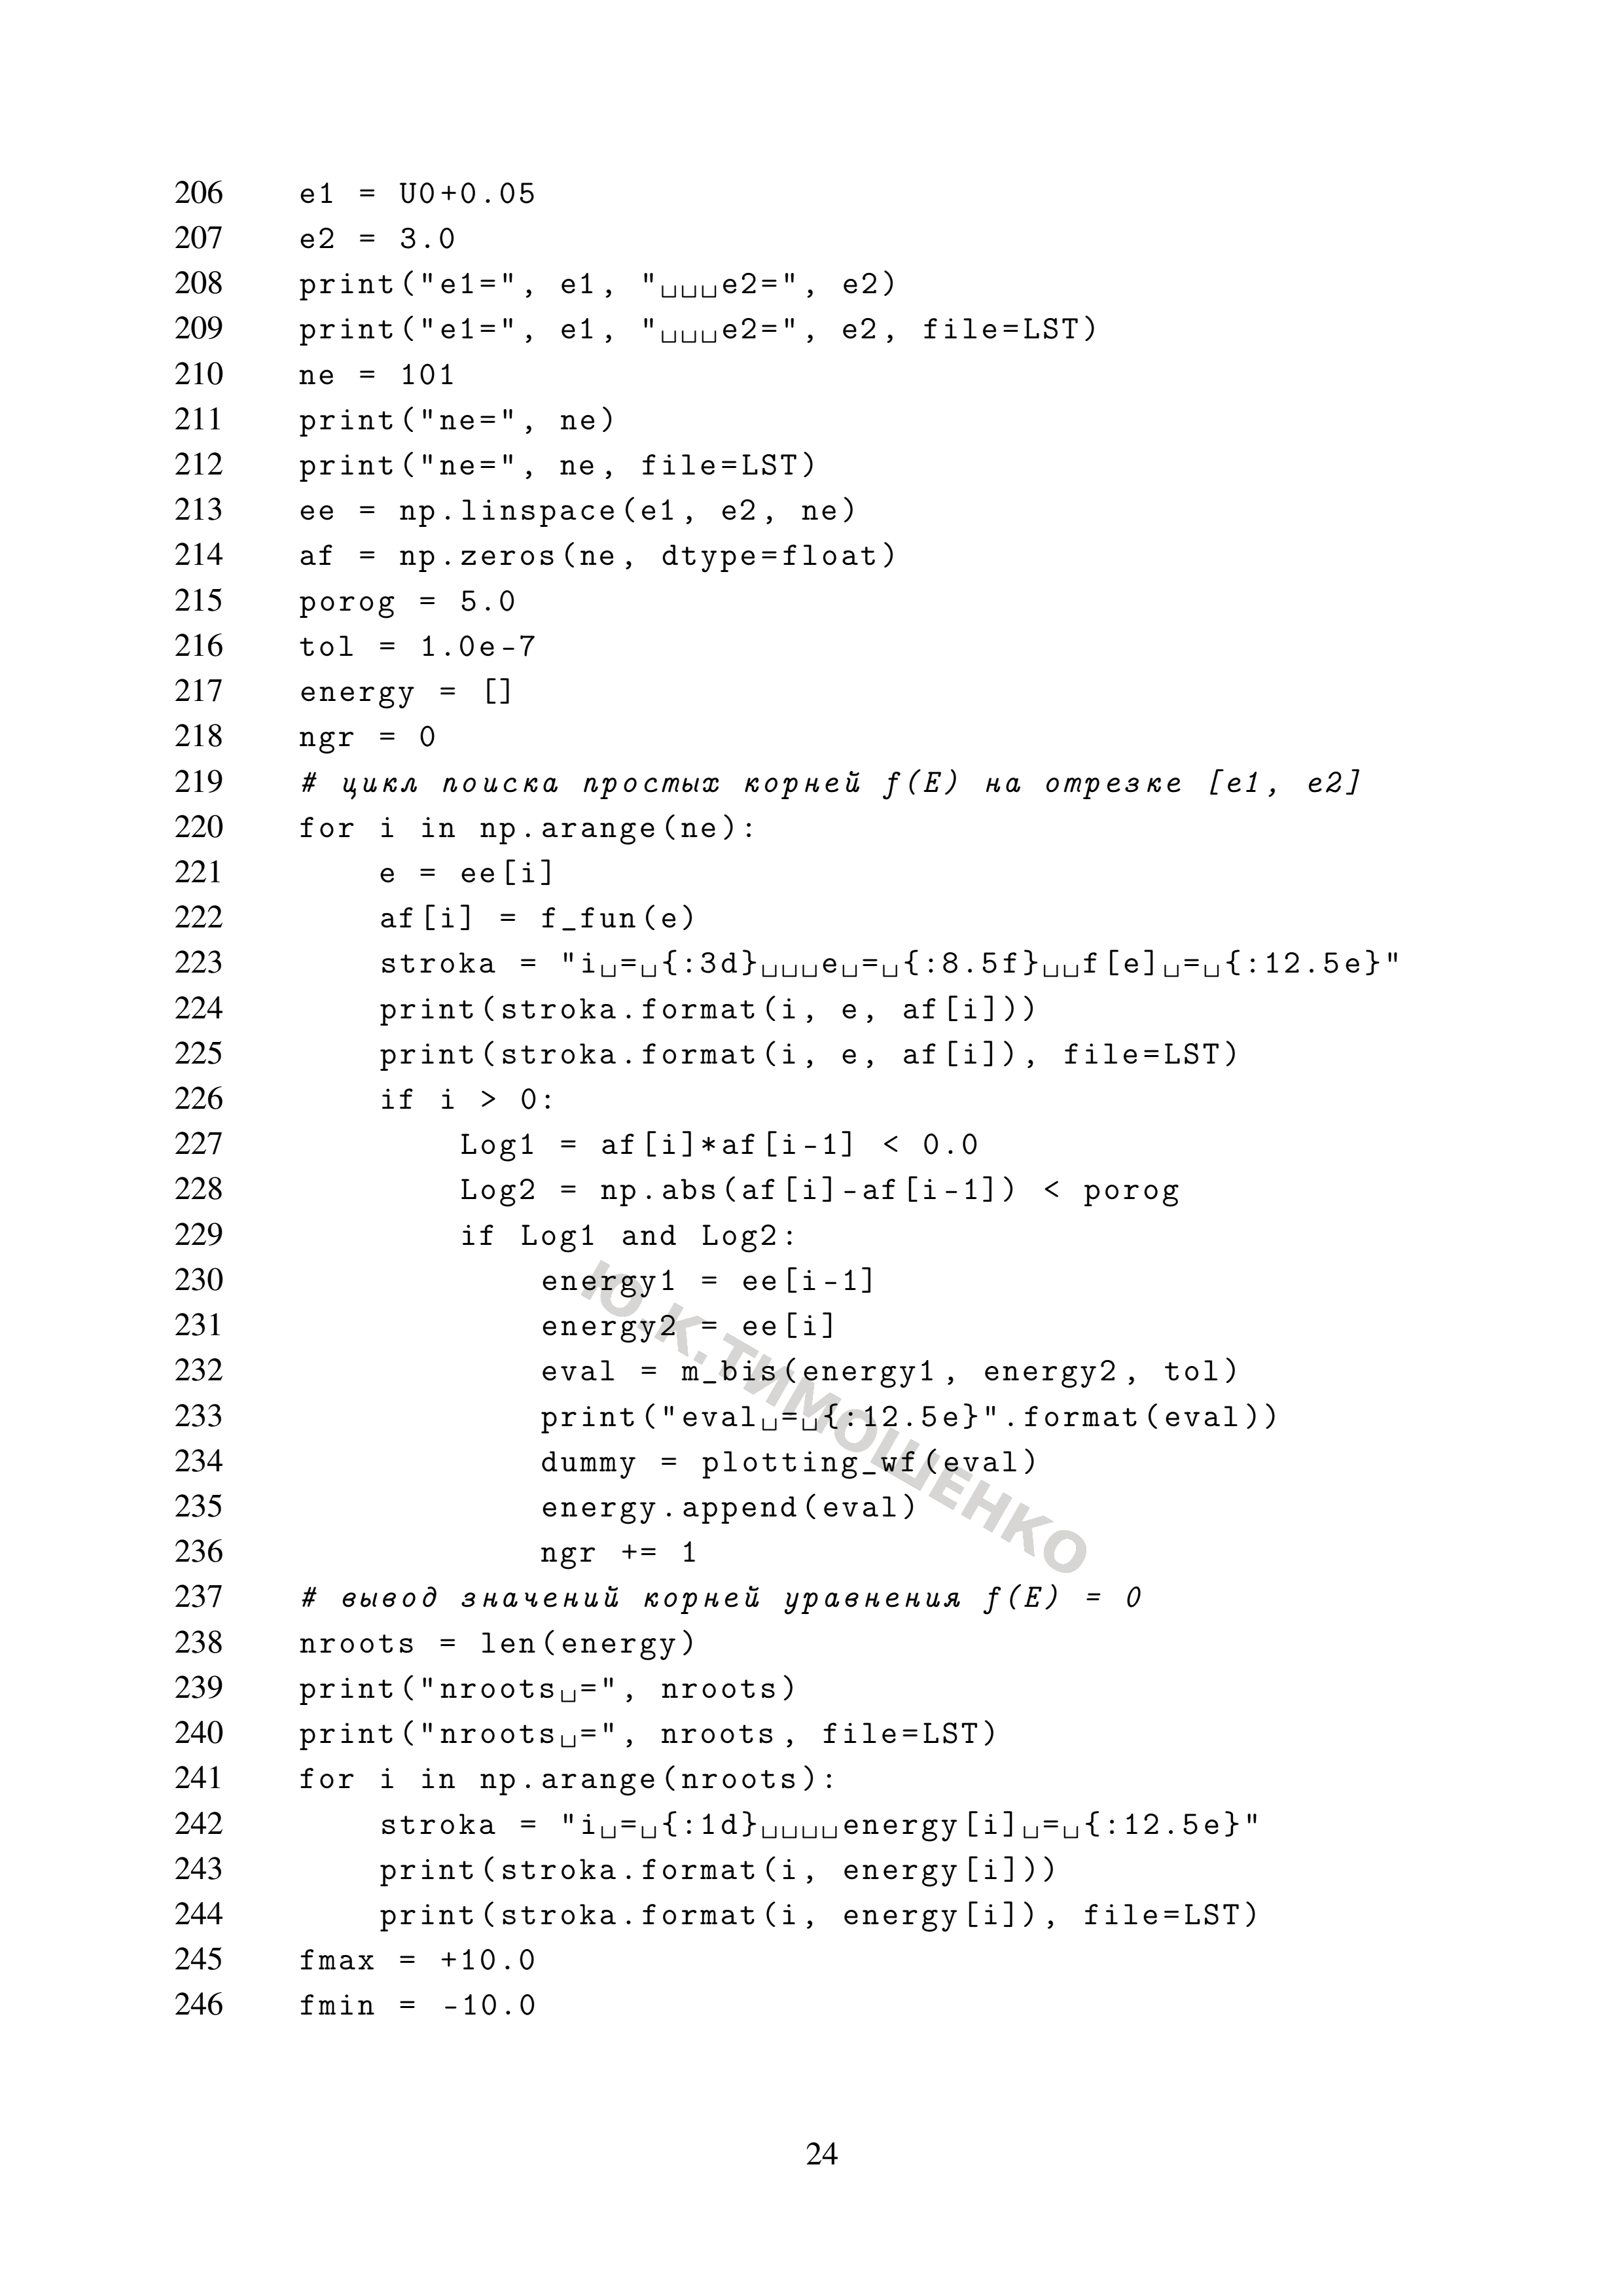 206 e1 = U0+0.05
207 e2 = 3.0
208 print("e1=", e1, "␣␣␣e2=", e2)
209 print("e1=", e1, "␣␣␣e2=", e2, file=LST)
210 ne = 101
211 print("ne=", ne)
212 print("ne=", ne, file=LST)
213 ee = np.linspace(e1, e2, ne)
214 af = np.zeros(ne, dtype=float)
215 porog = 5.0
216 tol = 1.0e-7
217 energy = []
218 ngr = 0
219 # цикл поиска простых корней f(E) на отрезке [e1, e2]
220 for i in np.arange(ne):
221     e = ee[i]
222     af[i] = f_fun(e)
223     stroka = "i␣=␣{:3d}␣␣␣e␣=␣{:8.5f}␣␣f[e]␣=␣{:12.5e}"
224     print(stroka.format(i, e, af[i]))
225     print(stroka.format(i, e, af[i]), file=LST)
226     if i > 0:
227         Log1 = af[i]*af[i-1] < 0.0
228         Log2 = np.abs(af[i]-af[i-1]) < porog
229         if Log1 and Log2:
230             energy1 = ee[i-1]
231             energy2 = ee[i]
232             eval = m_bis(energy1, energy2, tol)
233             print("eval␣=␣{:12.5e}".format(eval))
234             dummy = plotting_wf(eval)
235             energy.append(eval)
236             ngr += 1
237 # вывод значений корней уравнения f(E) = 0
238 nroots = len(energy)
239 print("nroots␣=", nroots)
240 print("nroots␣=", nroots, file=LST)
241 for i in np.arange(nroots):
242     stroka = "i␣=␣{:1d}␣␣␣␣energy[i]␣=␣{:12.5e}"
243     print(stroka.format(i, energy[i]))
244     print(stroka.format(i, energy[i]), file=LST)
245 fmax = +10.0
246 fmin = -10.0
Ю.К.ТИМОШЕНКО
24